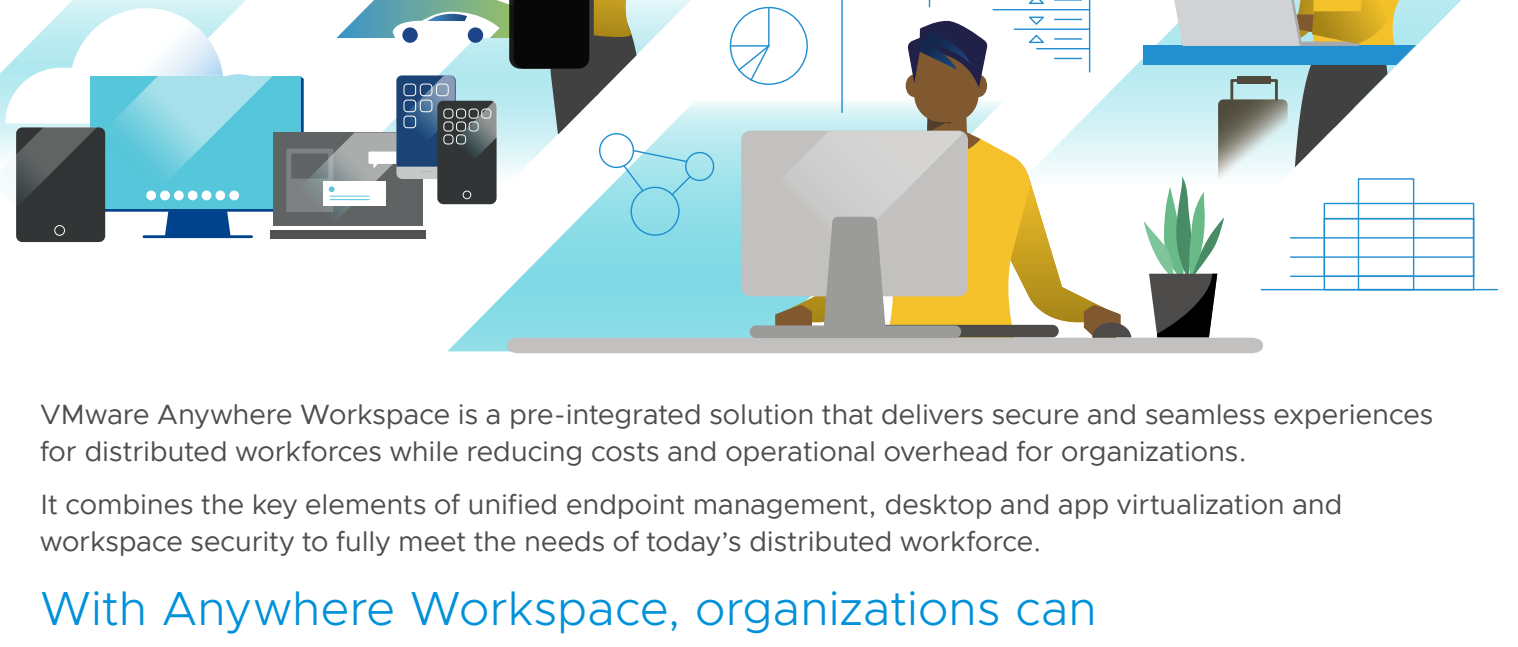 VMware Anywhere Workspace is a pre-integrated solution that delivers secure and seamless experiences
for distributed workforces while reducing costs and operational overhead for organizations.
It combines the key elements of unified endpoint management, desktop and app virtualization and
workspace security to fully meet the needs of today’s distributed workforce.
With Anywhere Workspace, organizations can